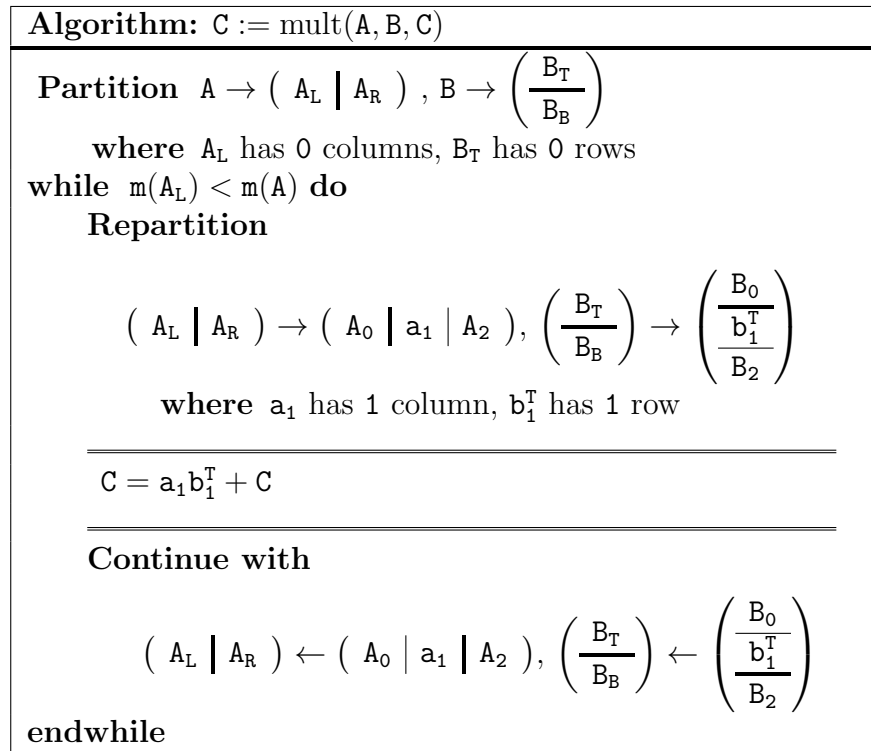 Algorithm: C := mult(A, B, C)
Partition A → ( A_L | A_R ) , B → ( B_T / B_B )
where A_L has 0 columns, B_T has 0 rows
while m(A_L) < m(A) do
Repartition
( A_L | A_R ) → ( A_0 | a_1 | A_2 ), ( B_T / B_B ) → ( B_0 / b_1^T / B_2 )
where a_1 has 1 column, b_1^T has 1 row
C = a_1 b_1^T + C
Continue with
( A_L | A_R ) ← ( A_0 | a_1 | A_2 ), ( B_T / B_B ) ← ( B_0 / b_1^T / B_2 )
endwhile